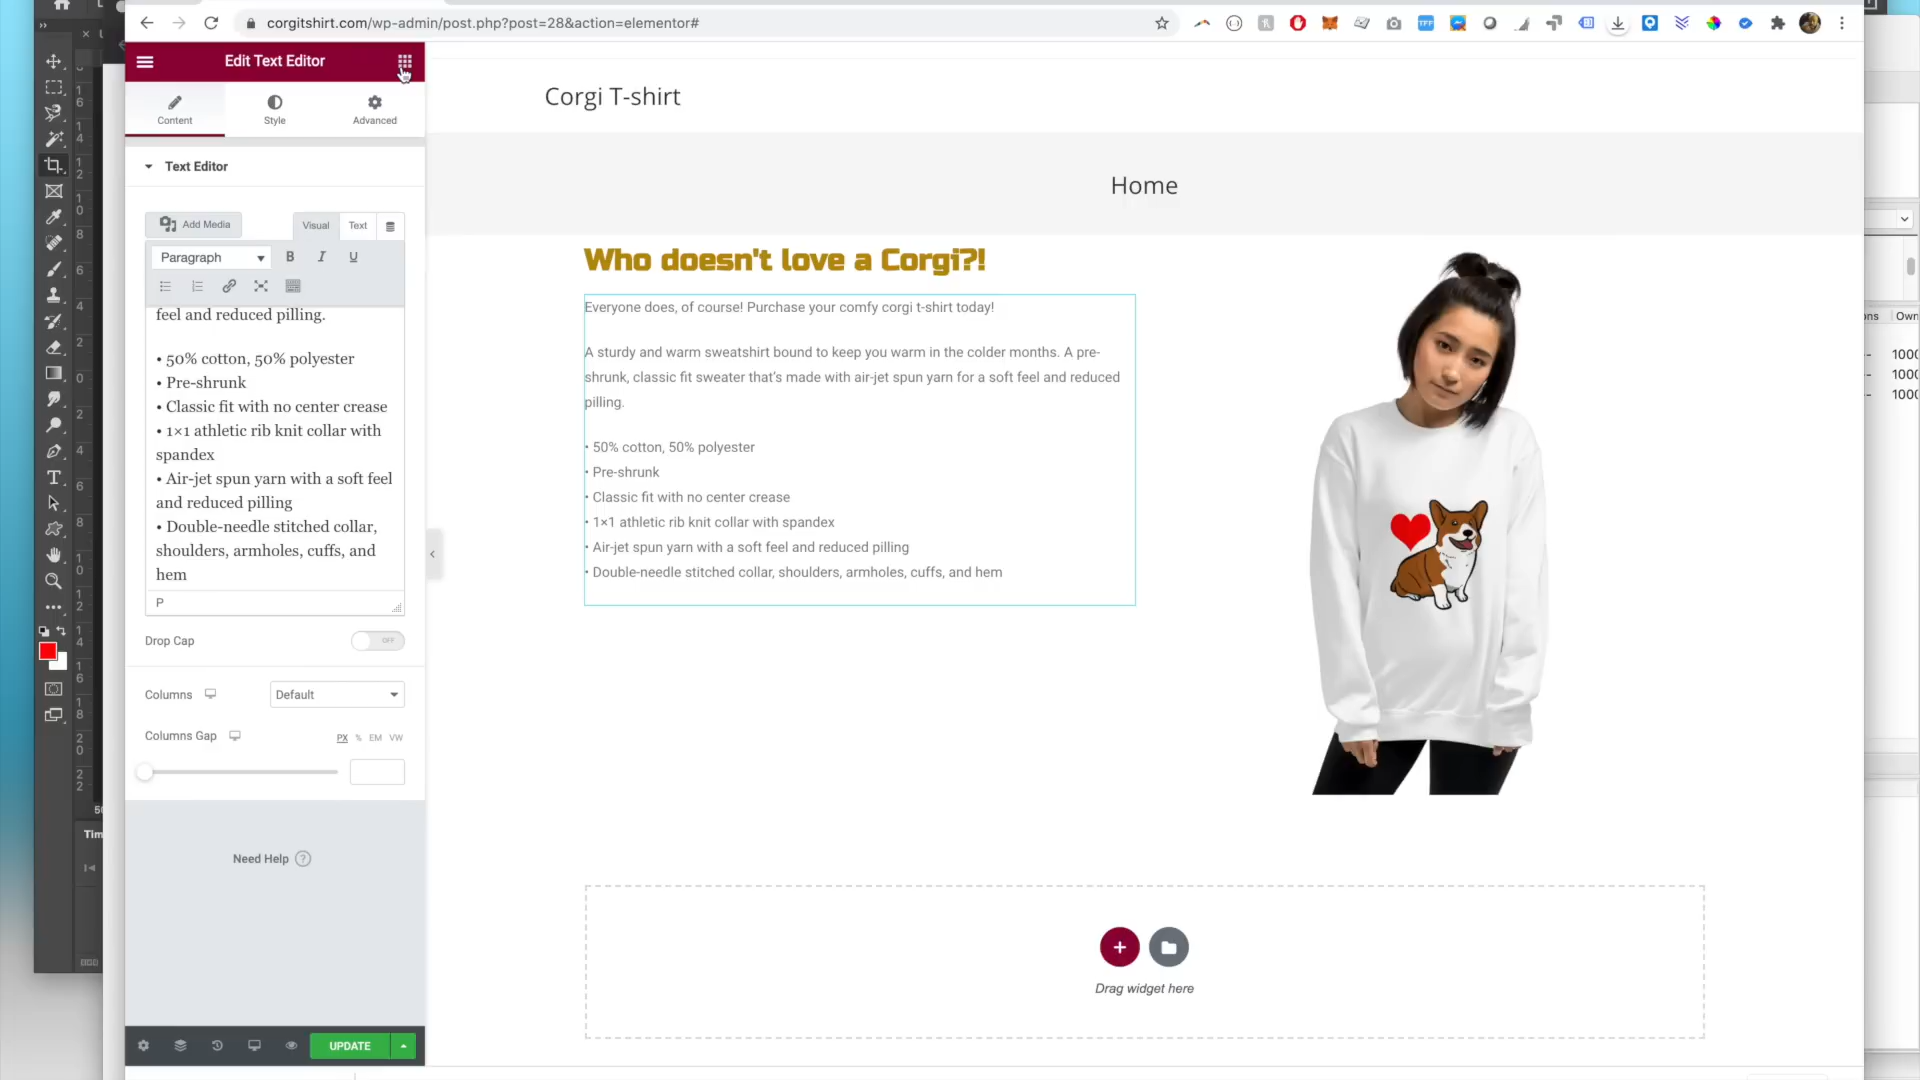 corgitshirt.com/wp-admin/post.php?post=28&action=elementor#
Edit Text Editor
Content
Style
Advanced
Text Editor
Add Media
Visual
Text
Paragraph
B
I
U
feel and reduced pilling.
• 50% cotton, 50% polyester
• Pre-shrunk
• Classic fit with no center crease
• 1×1 athletic rib knit collar with
spandex
• Air-jet spun yarn with a soft feel
and reduced pilling
• Double-needle stitched collar,
shoulders, armholes, cuffs, and
hem
P
Drop Cap
OFF
Columns
Default
Columns Gap
PX % EM VW
Need Help ?
UPDATE
Corgi T-shirt
Home
Who doesn't love a Corgi?!
Everyone does, of course! Purchase your comfy corgi t-shirt today!
A sturdy and warm sweatshirt bound to keep you warm in the colder months. A pre-
shrunk, classic fit sweater that’s made with air-jet spun yarn for a soft feel and reduced
pilling.
• 50% cotton, 50% polyester
• Pre-shrunk
• Classic fit with no center crease
• 1×1 athletic rib knit collar with spandex
• Air-jet spun yarn with a soft feel and reduced pilling
• Double-needle stitched collar, shoulders, armholes, cuffs, and hem
Drag widget here
Tim
ons
Own
1000
1000
1000